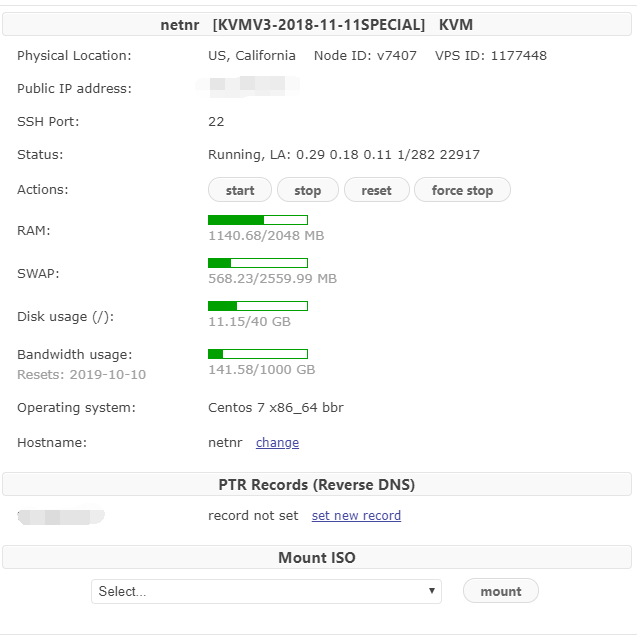 netnr [KVMV3-2018-11-11SPECIAL] KVM
Physical Location: US, California Node ID: v7407 VPS ID: 1177448
Public IP address:
SSH Port: 22
Status: Running, LA: 0.29 0.18 0.11 1/282 22917
Actions: start stop reset force stop
RAM: 1140.68/2048 MB
SWAP: 568.23/2559.99 MB
Disk usage (/): 11.15/40 GB
Bandwidth usage:
Resets: 2019-10-10 141.58/1000 GB
Operating system: Centos 7 x86_64 bbr
Hostname: netnr change
PTR Records (Reverse DNS)
record not set set new record
Mount ISO
Select... mount